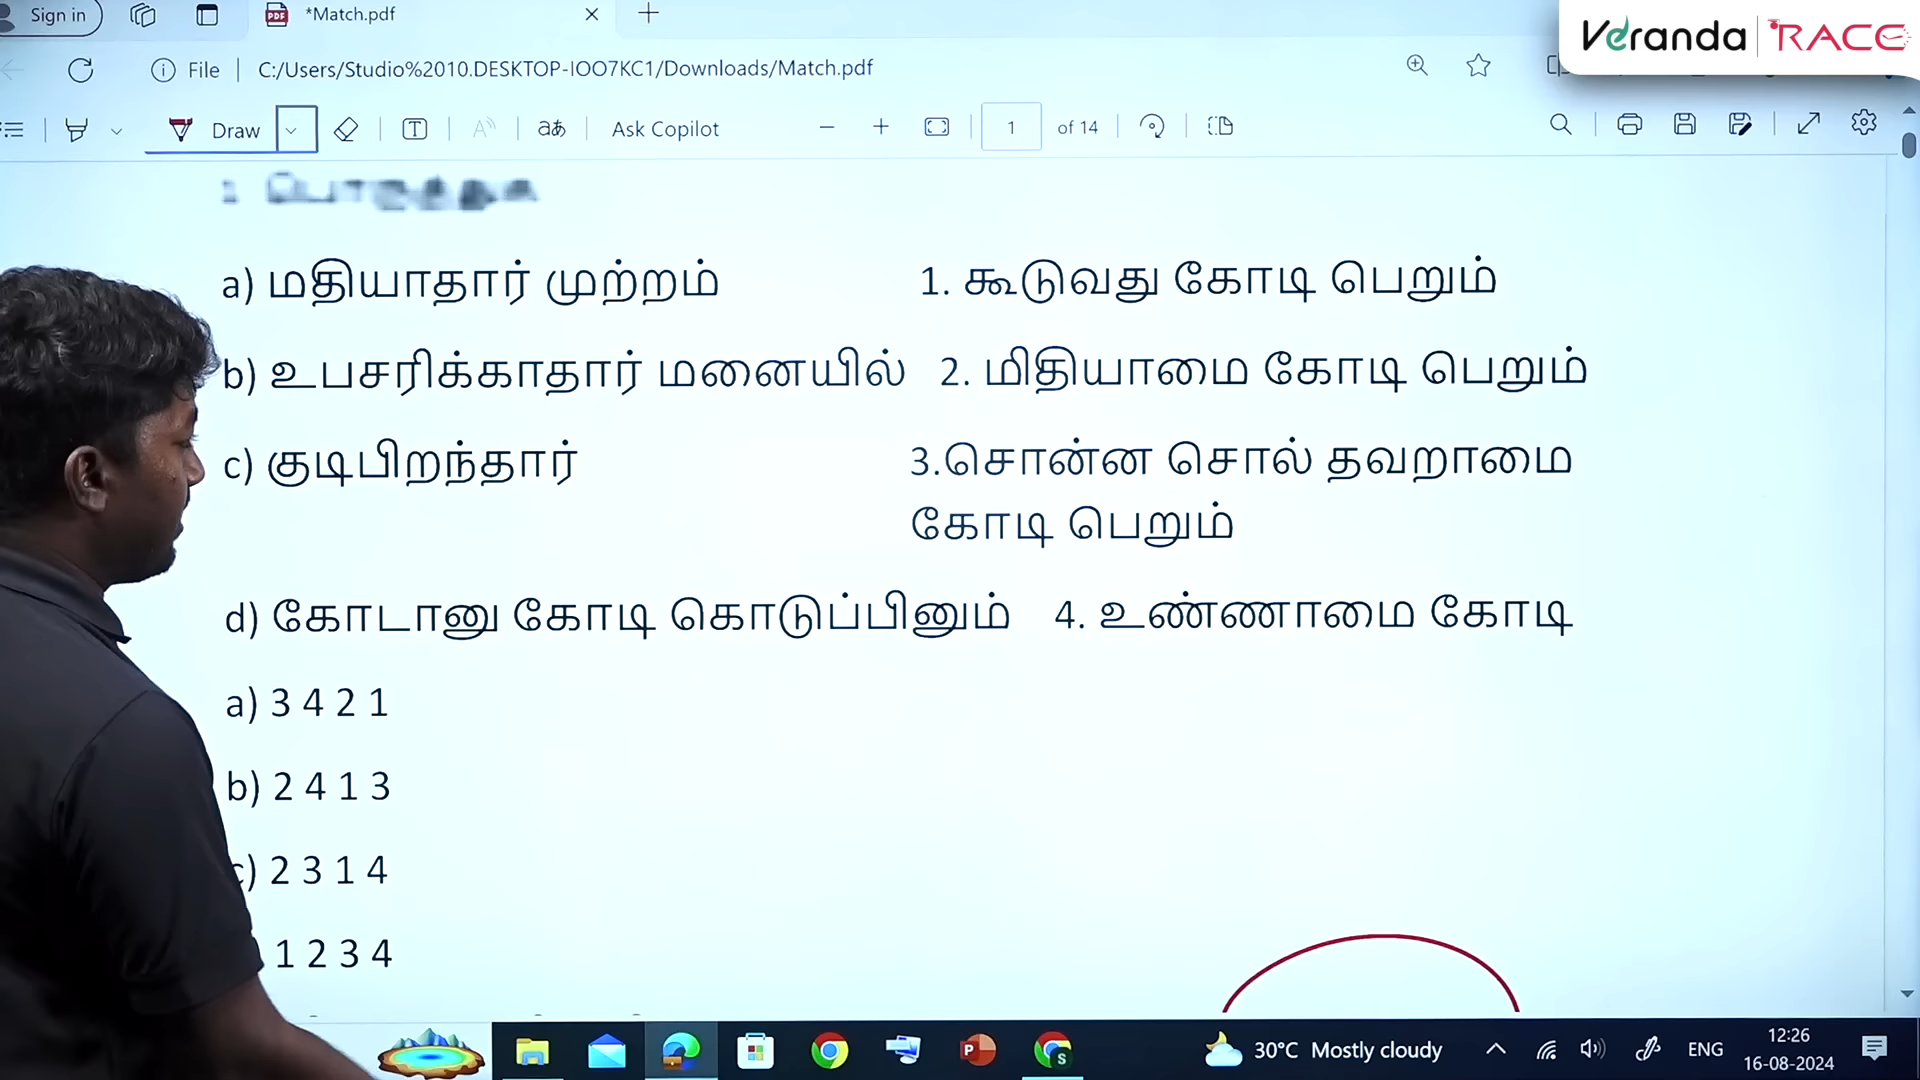 Sign in
*Match.pdf
Veranda RACE
File
C:/Users/Studio%2010.DESKTOP-IOO7KC1/Downloads/Match.pdf
Draw
Ask Copilot
1 of 14
1 பொருத்துக
a) மதியாதார் முற்றம் 1. கூடுவது கோடி பெறும்
b) உபசரிக்காதார் மனையில் 2. மிதியாமை கோடி பெறும்
c) குடிபிறந்தார் 3.சொன்ன சொல் தவறாமை
கோடி பெறும்
d) கோடானு கோடி கொடுப்பினும் 4. உண்ணாமை கோடி
a) 3 4 2 1
b) 2 4 1 3
c) 2 3 1 4
1 2 3 4
30°C Mostly cloudy
ENG
12:26
16-08-2024